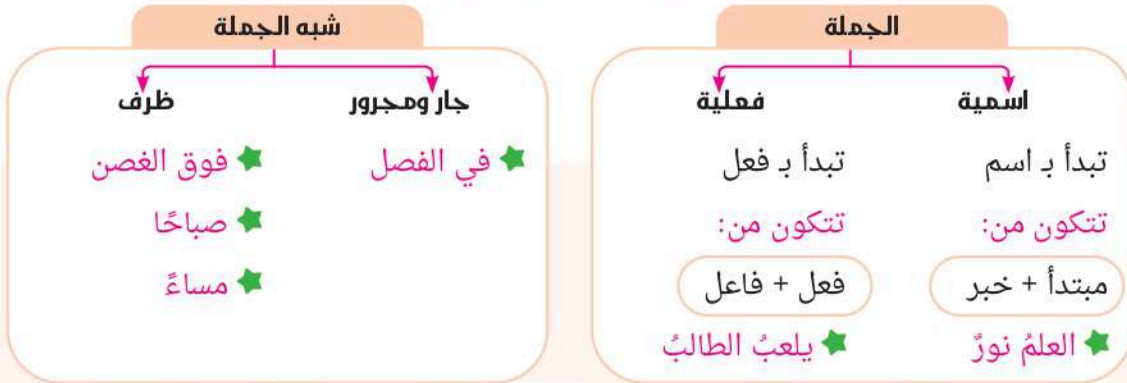 الجملة
اسمية
تبدأ بـ اسم
تتكون من:
مبتدأ + خبر
العلمُ نورٌ
فعلية
تبدأ بـ فعل
تتكون من:
فعل + فاعل
يلعبُ الطالبُ
شبه الجملة
جار ومجرور
في الفصل
ظرف
فوق الغصن
صباحًا
مساءً